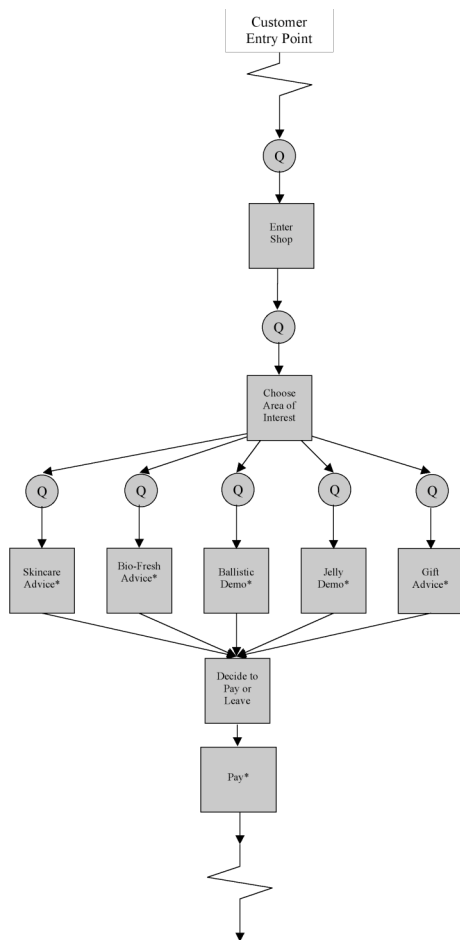 Customer
Entry Point
Q
Enter
Shop
Q
Choose
Area of
Interest
Q
Q
Q
Q
Q
Skincare
Advice*
Bio-Fresh
Advice*
Ballistic
Demo*
Jelly
Demo*
Gift
Advice*
Decide to
Pay or
Leave
Pay*